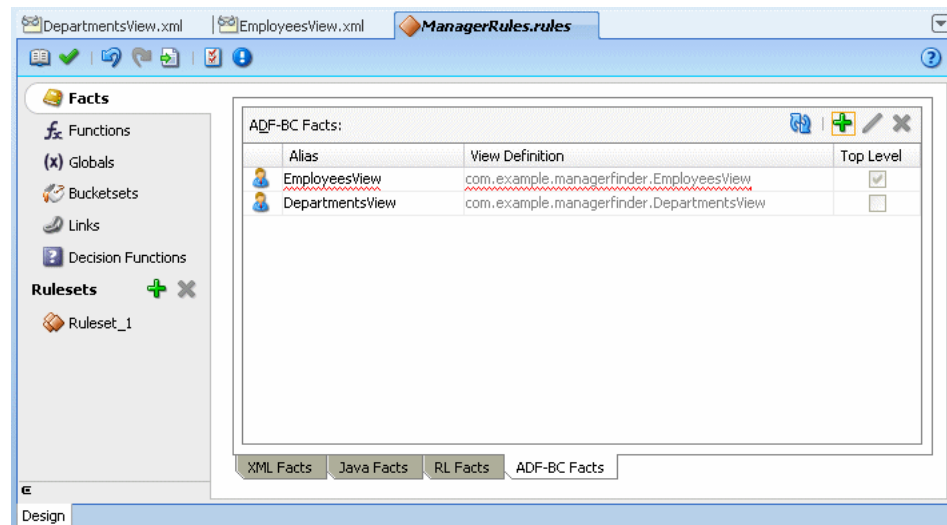 DepartmentsView.xml EmployeesView.xml ManagerRules.rules
Facts
Functions
Globals
Bucketsets
Links
Decision Functions
Rulesets
Ruleset_1
ADF-BC Facts:
Alias View Definition Top Level
EmployeesView com.example.managerfinder.EmployeesView
DepartmentsView com.example.managerfinder.DepartmentsView
XML Facts Java Facts RL Facts ADF-BC Facts
Design